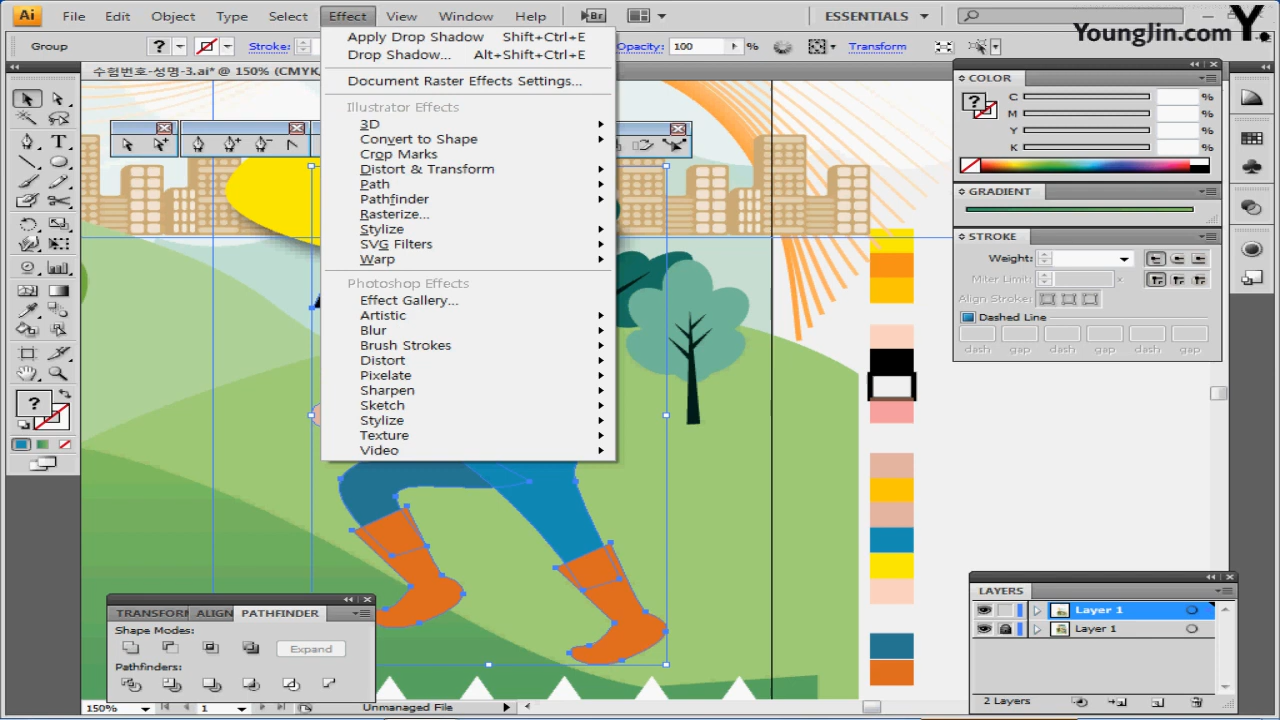 Ai File Edit Object Type Select Effect View Window Help Br ESSENTIALS
YoungJin.com Y.
Group ? Stroke: Opacity: 100 % Transform
수험번호-성명-3.ai* @ 150% (CMYK
Apply Drop Shadow Shift+Ctrl+E
Drop Shadow... Alt+Shift+Ctrl+E
Document Raster Effects Settings...
Illustrator Effects
3D
Convert to Shape
Crop Marks
Distort & Transform
Path
Pathfinder
Rasterize...
Stylize
SVG Filters
Warp
Photoshop Effects
Effect Gallery...
Artistic
Blur
Brush Strokes
Distort
Pixelate
Sharpen
Sketch
Stylize
Texture
Video
COLOR
?
C %
M %
Y %
K %
GRADIENT
STROKE
Weight:
Miter Limit: x
Align Stroke:
Dashed Line
dash gap dash gap dash gap
T
?
TRANSFORM ALIGN PATHFINDER
Shape Modes:
Expand
Pathfinders:
LAYERS
Layer 1
Layer 1
2 Layers
150% 1 Unmanaged File